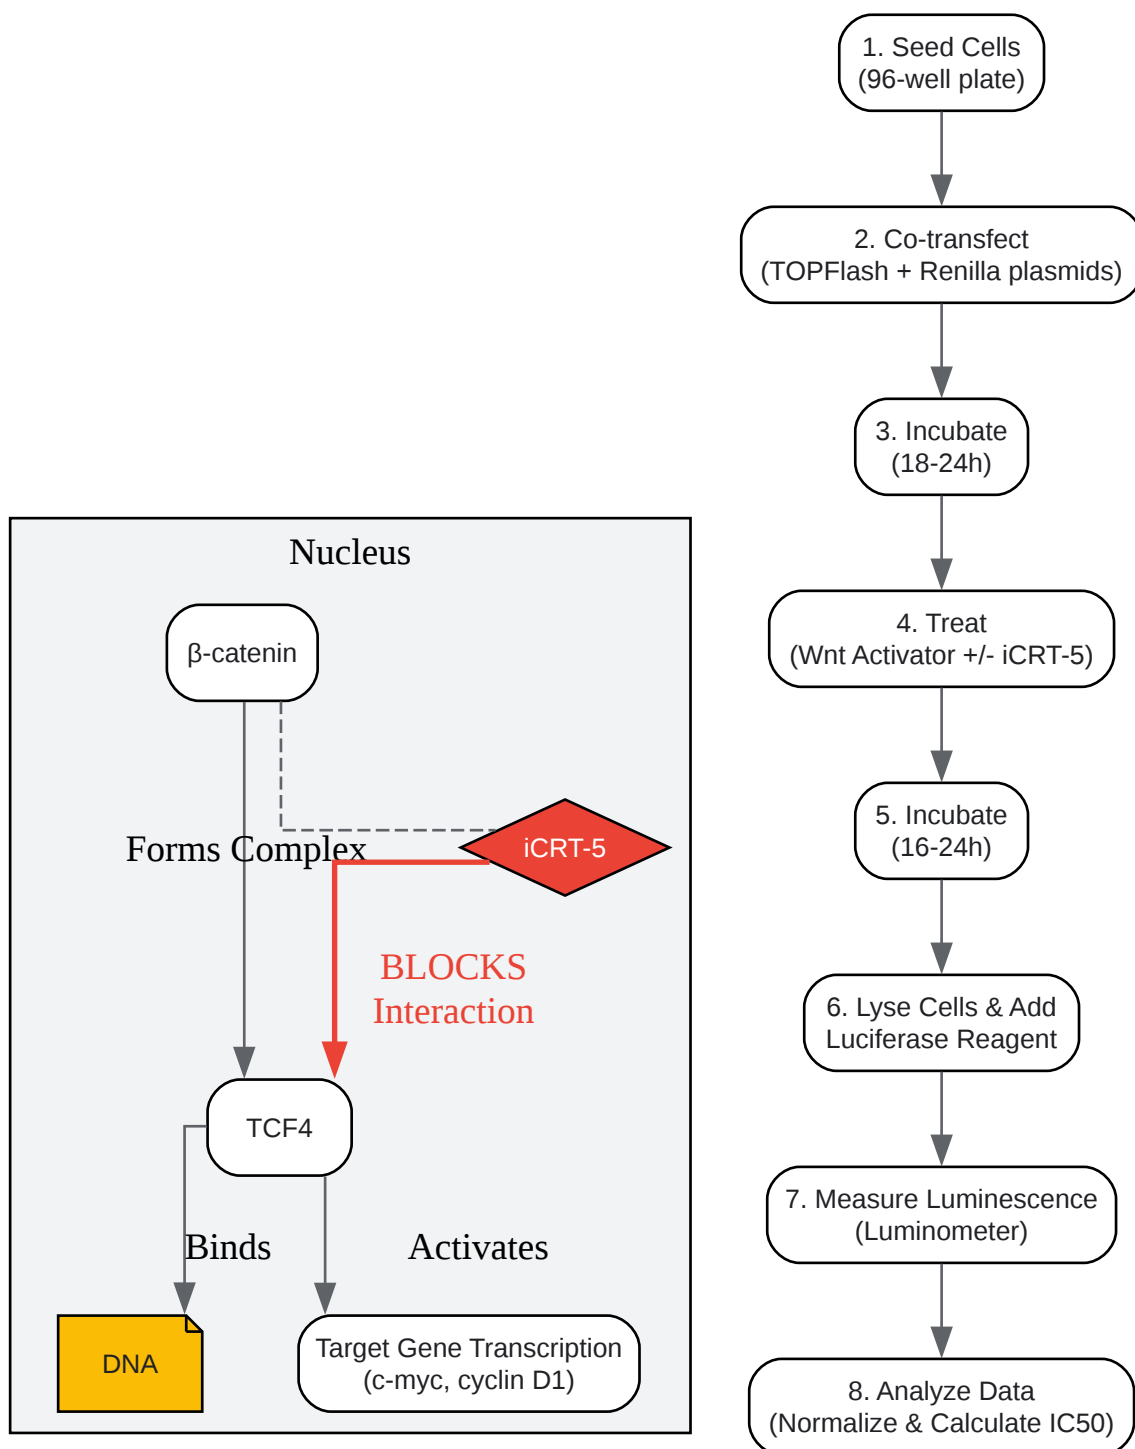 1. Seed Cells
(96-well plate)
2. Co-transfect
(TOPFlash + Renilla plasmids)
3. Incubate
(18-24h)
4. Treat
(Wnt Activator +/- iCRT-5)
5. Incubate
(16-24h)
6. Lyse Cells & Add
Luciferase Reagent
7. Measure Luminescence
(Luminometer)
8. Analyze Data
(Normalize & Calculate IC50)
Nucleus
β-catenin
Forms Complex
iCRT-5
BLOCKS
Interaction
TCF4
Binds
Activates
DNA
Target Gene Transcription
(c-myc, cyclin D1)